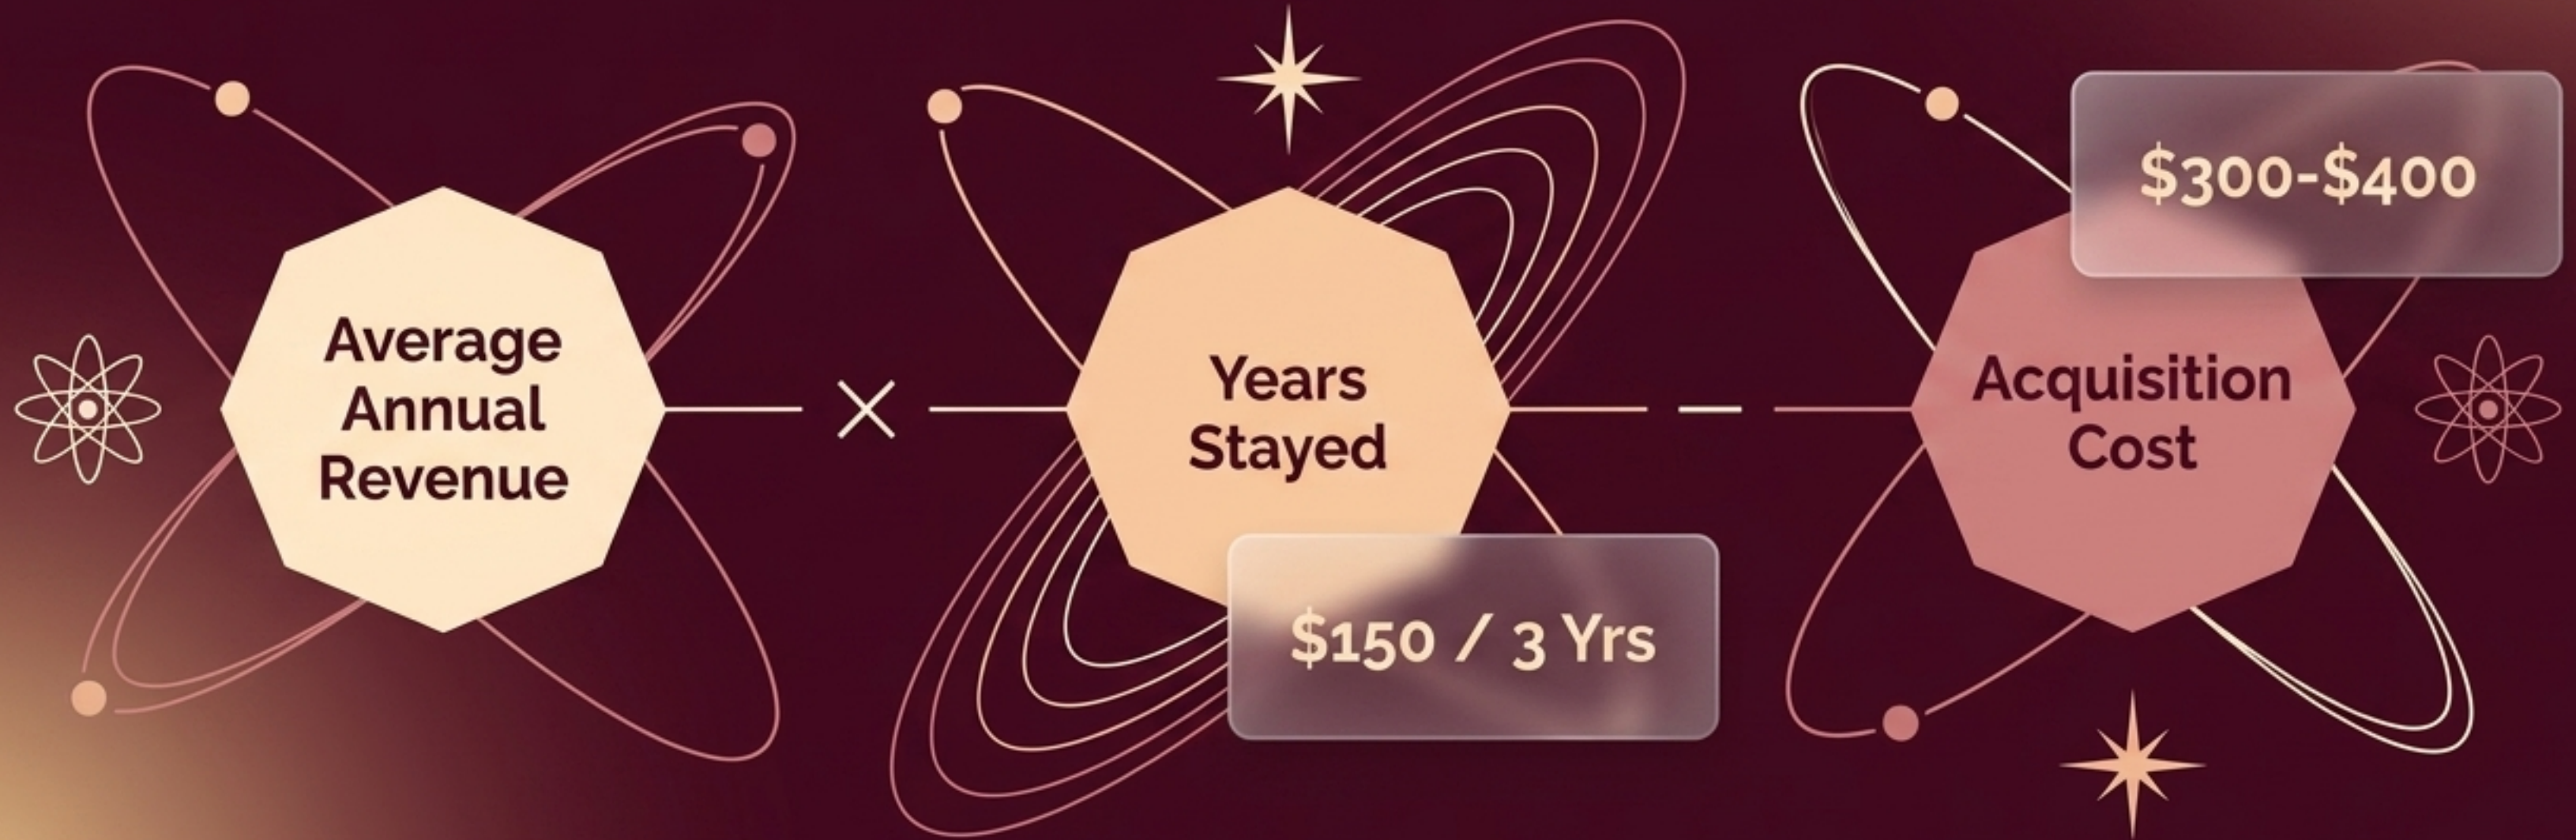 Average
Annual
Revenue
×
Years
Stayed
$150 / 3 Yrs
—
Acquisition
Cost
$300-$400